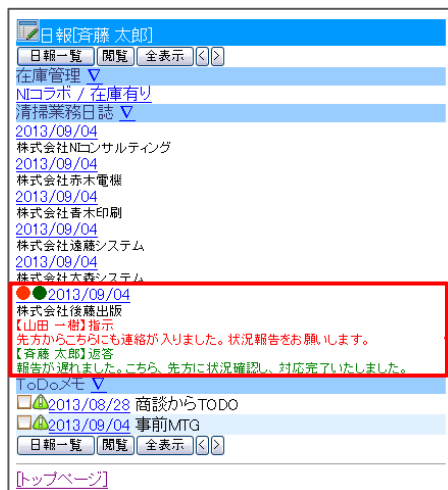 日報[斉藤 太郎]
日報一覧 閲覧 全表示 < >
在庫管理 ▽
NIコラボ / 在庫有り
清掃業務日誌 ▽
2013/09/04
株式会社NIコンサルティング
2013/09/04
株式会社赤木電機
2013/09/04
株式会社青木印刷
2013/09/04
株式会社遠藤システム
2013/09/04
株式会社大森システム
2013/09/04
株式会社後藤出版
【山田 一樹】指示
先方からこちらにも連絡が入りました。状況報告をお願いします。
【斉藤 太郎】返答
報告が遅れました。こちら、先方に状況確認し、対応完了いたしました。
ToDoメモ ▽
2013/08/28 商談からTODO
2013/09/04 事前MTG
日報一覧 閲覧 全表示 < >
[トップページ]